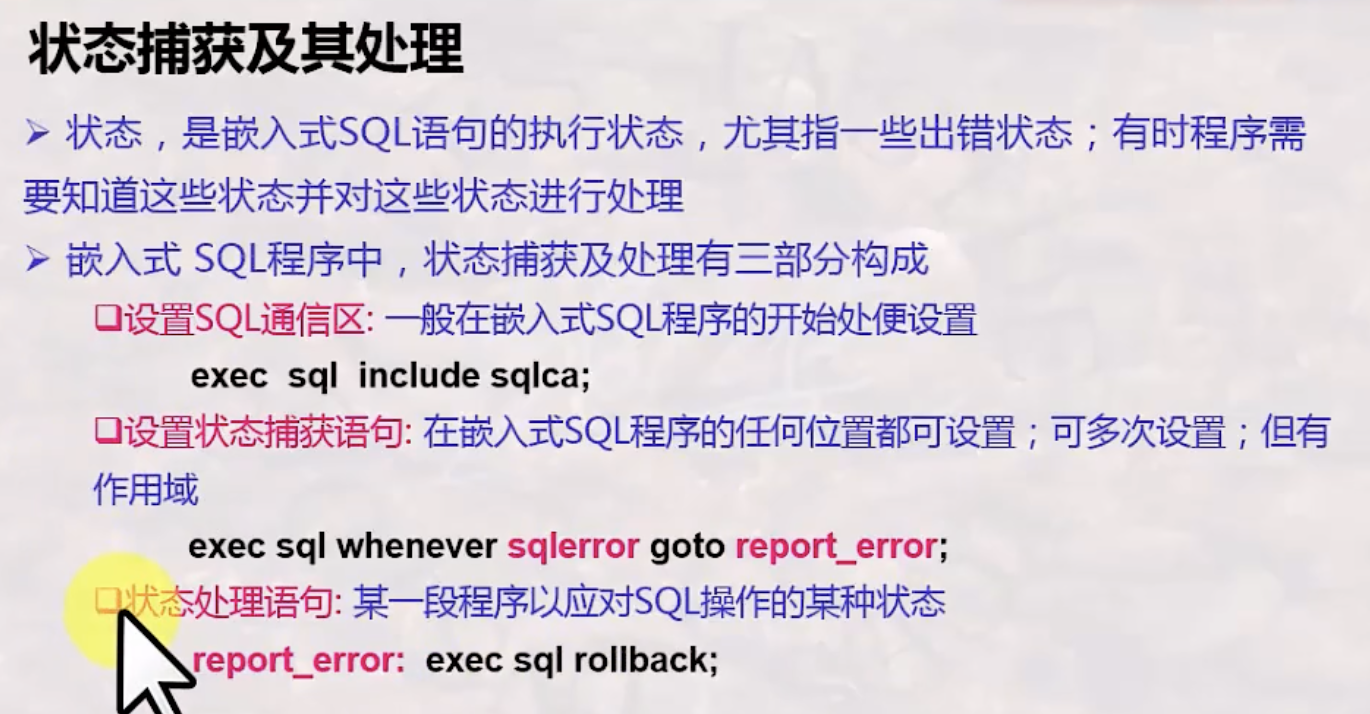 状态捕获及其处理
➢ 状态，是嵌入式SQL语句的执行状态，尤其指一些出错状态；有时程序需
要知道这些状态并对这些状态进行处理
➢ 嵌入式 SQL程序中，状态捕获及处理有三部分构成
❑设置SQL通信区: 一般在嵌入式SQL程序的开始处便设置
exec sql include sqlca;
❑设置状态捕获语句: 在嵌入式SQL程序的任何位置都可设置；可多次设置；但有
作用域
exec sql whenever sqlerror goto report_error;
❑状态处理语句: 某一段程序以应对SQL操作的某种状态
report_error: exec sql rollback;